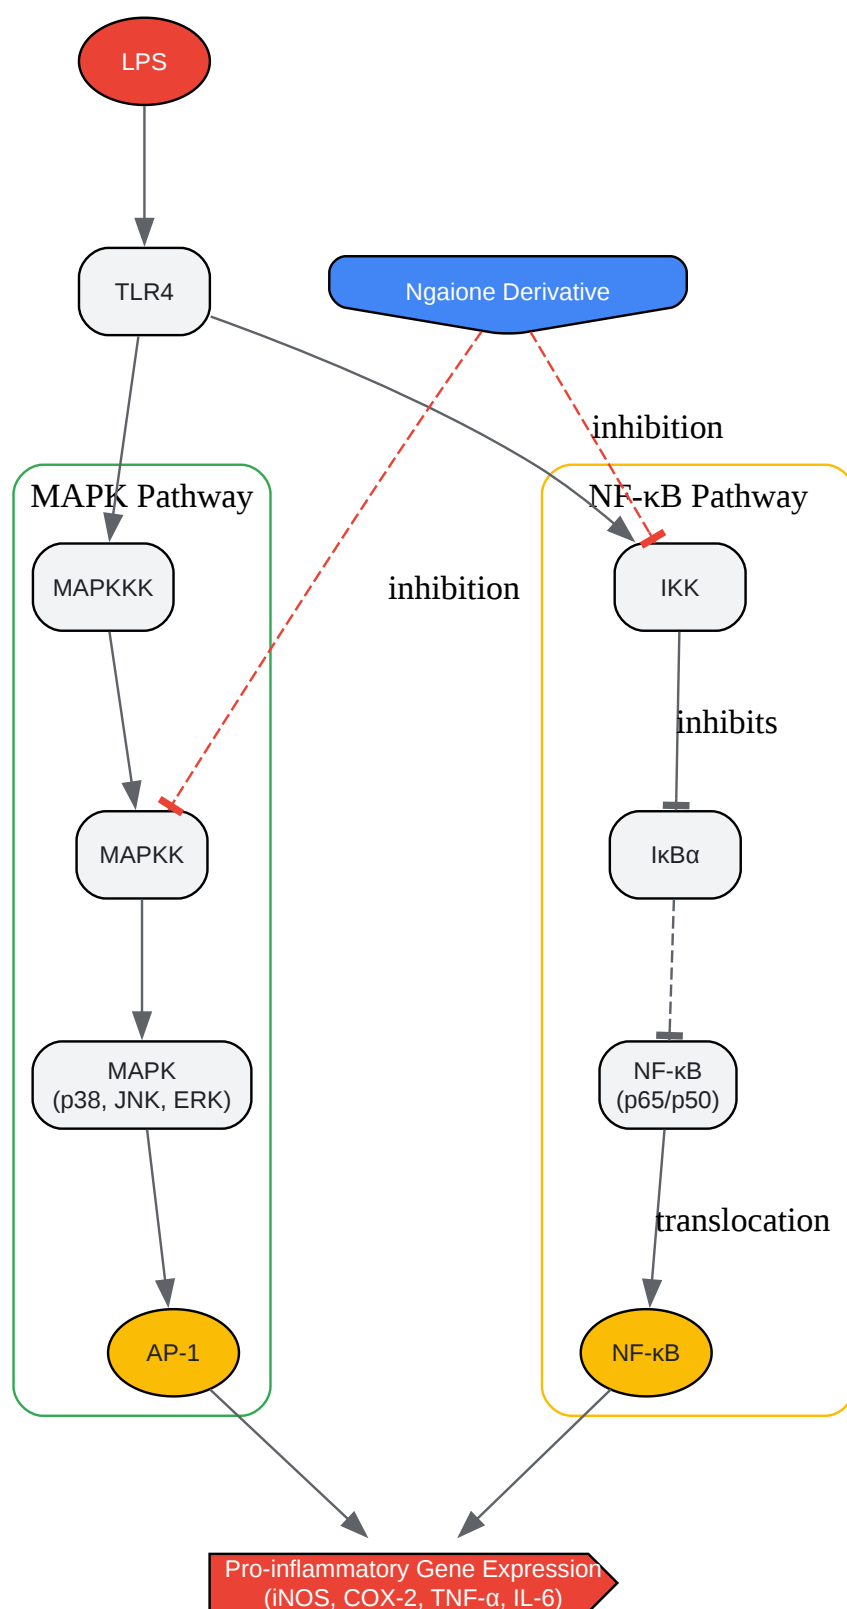 LPS
TLR4
Ngaione Derivative
inhibition
MAPK Pathway
NF-κB Pathway
MAPKKK
inhibition
IKK
inhibits
MAPKK
IκBα
MAPK
(p38, JNK, ERK)
NF-κB
(p65/p50)
translocation
AP-1
NF-κB
Pro-inflammatory Gene Expression
(iNOS, COX-2, TNF-α, IL-6)